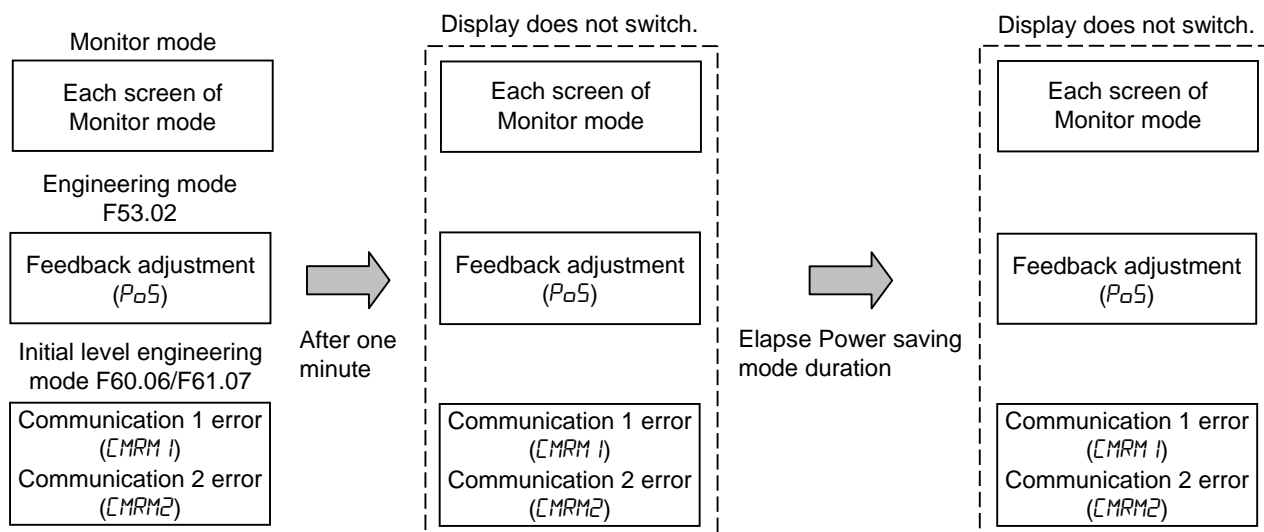 Monitor mode
Each screen of
Monitor mode
Engineering mode
F53.02
Feedback adjustment
(PoS)
Initial level engineering
mode F60.06/F61.07
Communication 1 error
(CMRM1)
Communication 2 error
(CMRM2)
After one
minute
Display does not switch.
Each screen of
Monitor mode
Feedback adjustment
(PoS)
Communication 1 error
(CMRM1)
Communication 2 error
(CMRM2)
Elapse Power saving
mode duration
Display does not switch.
Each screen of
Monitor mode
Feedback adjustment
(PoS)
Communication 1 error
(CMRM1)
Communication 2 error
(CMRM2)